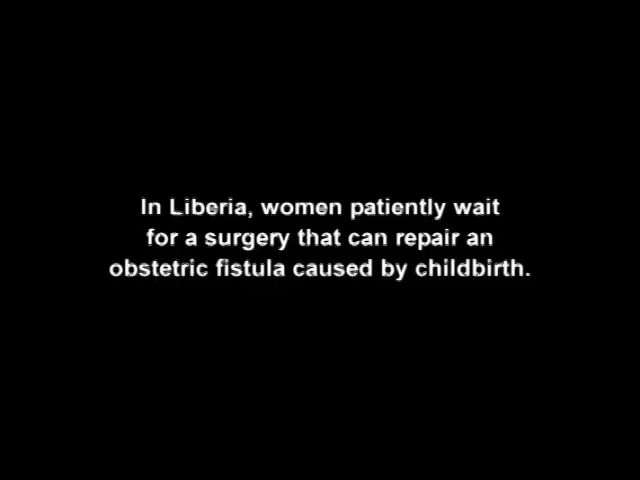 In Liberia, women patiently wait
for a surgery that can repair an
obstetric fistula caused by childbirth.